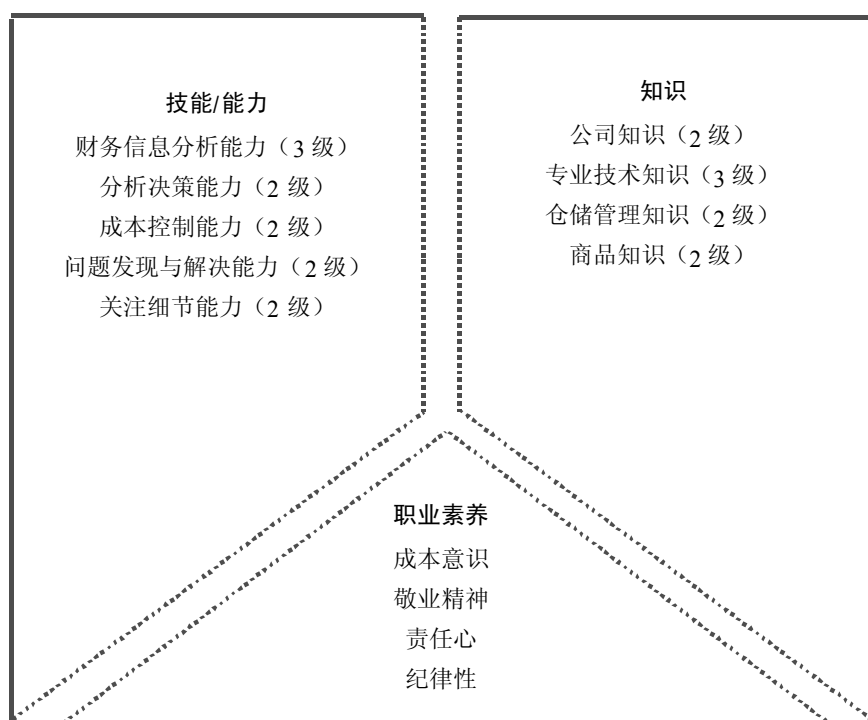 技能/能力
财务信息分析能力（3 级）
分析决策能力（2 级）
成本控制能力（2 级）
问题发现与解决能力（2 级）
关注细节能力（2 级）
知识
公司知识（2 级）
专业技术知识（3 级）
仓储管理知识（2 级）
商品知识（2 级）
职业素养
成本意识
敬业精神
责任心
纪律性